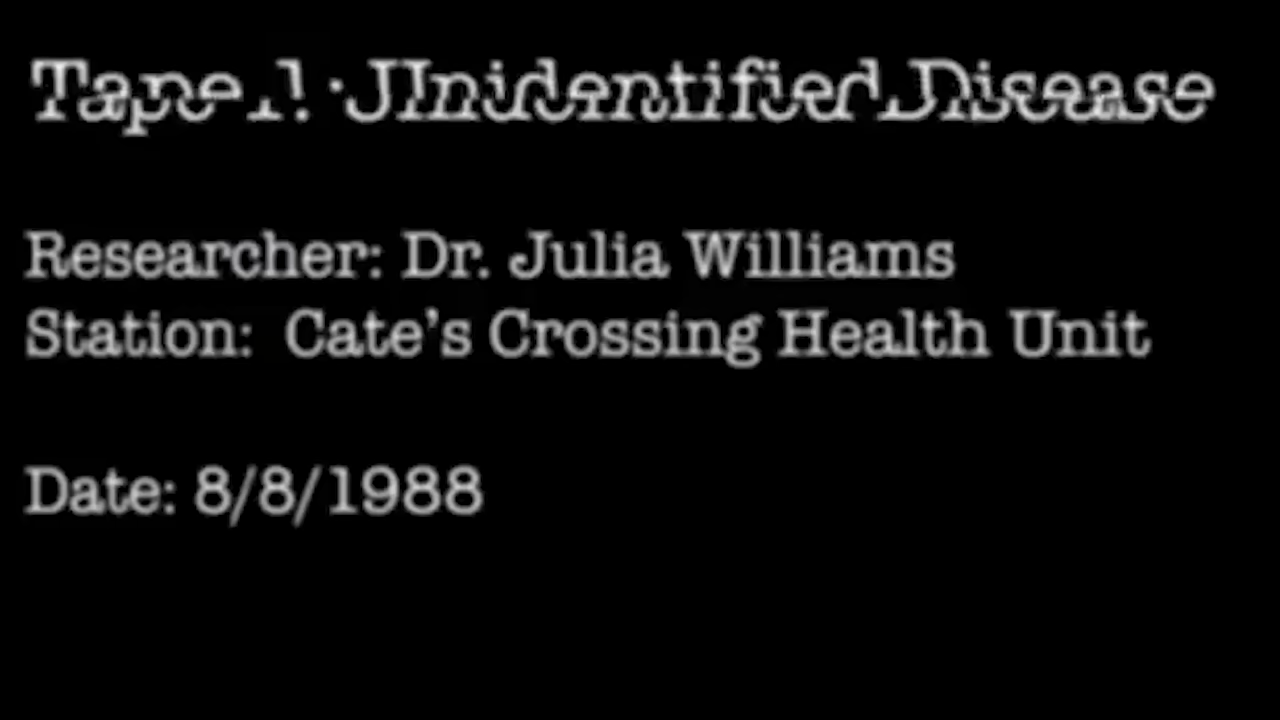 Tape 1: Unidentified Disease
Researcher: Dr. Julia Williams
Station: Cate's Crossing Health Unit
Date: 8/8/1988